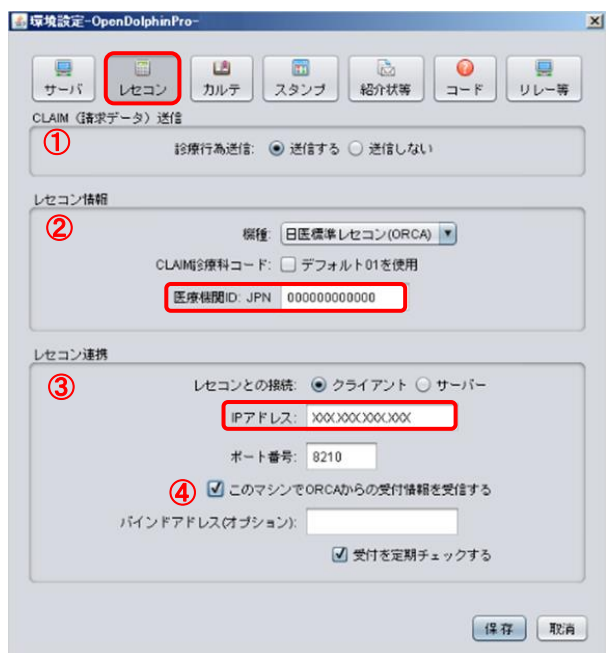 環境設定-OpenDolphinPro-
サーバ レセコン カルテ スタンプ 紹介状等 コード リレー等
CLAIM（請求データ）送信
① 診療行為送信: 送信する 送信しない
レセコン情報
② 機種: 日医標準レセコン(ORCA)
CLAIM診療科コード: デフォルト01を使用
医療機関ID: JPN 000000000000
レセコン連携
③ レセコンとの接続: クライアント サーバー
IPアドレス: XXX.XXX.XXX.XXX
ポート番号: 8210
④ このマシンでORCAからの受付情報を受信する
バインドアドレス(オプション):
受付を定期チェックする
保存 取消